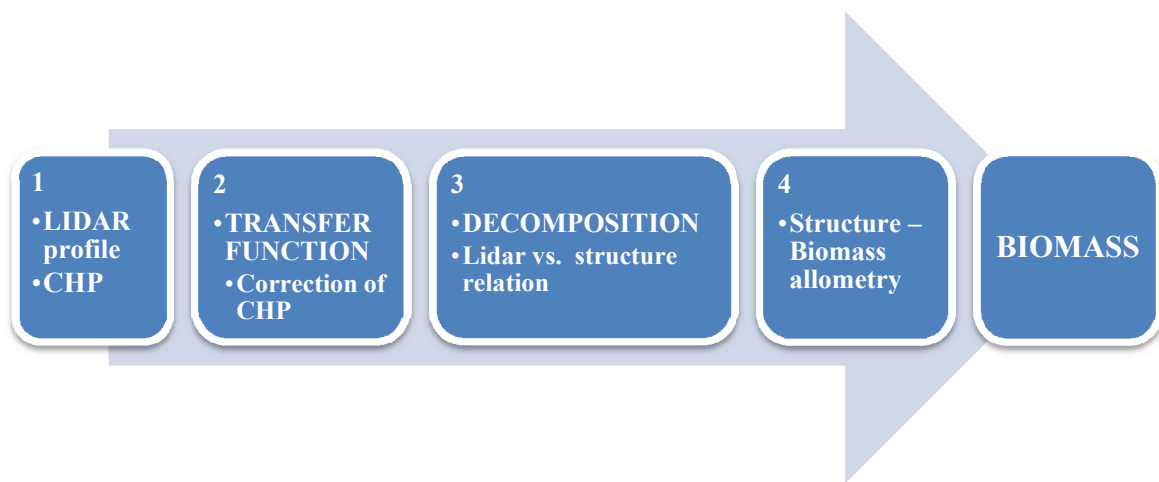 1
•LIDAR
profile
•CHP
2
•TRANSFER
FUNCTION
•Correction of
CHP
3
•DECOMPOSITION
•Lidar vs. structure
relation
4
•Structure –
Biomass
allometry
BIOMASS